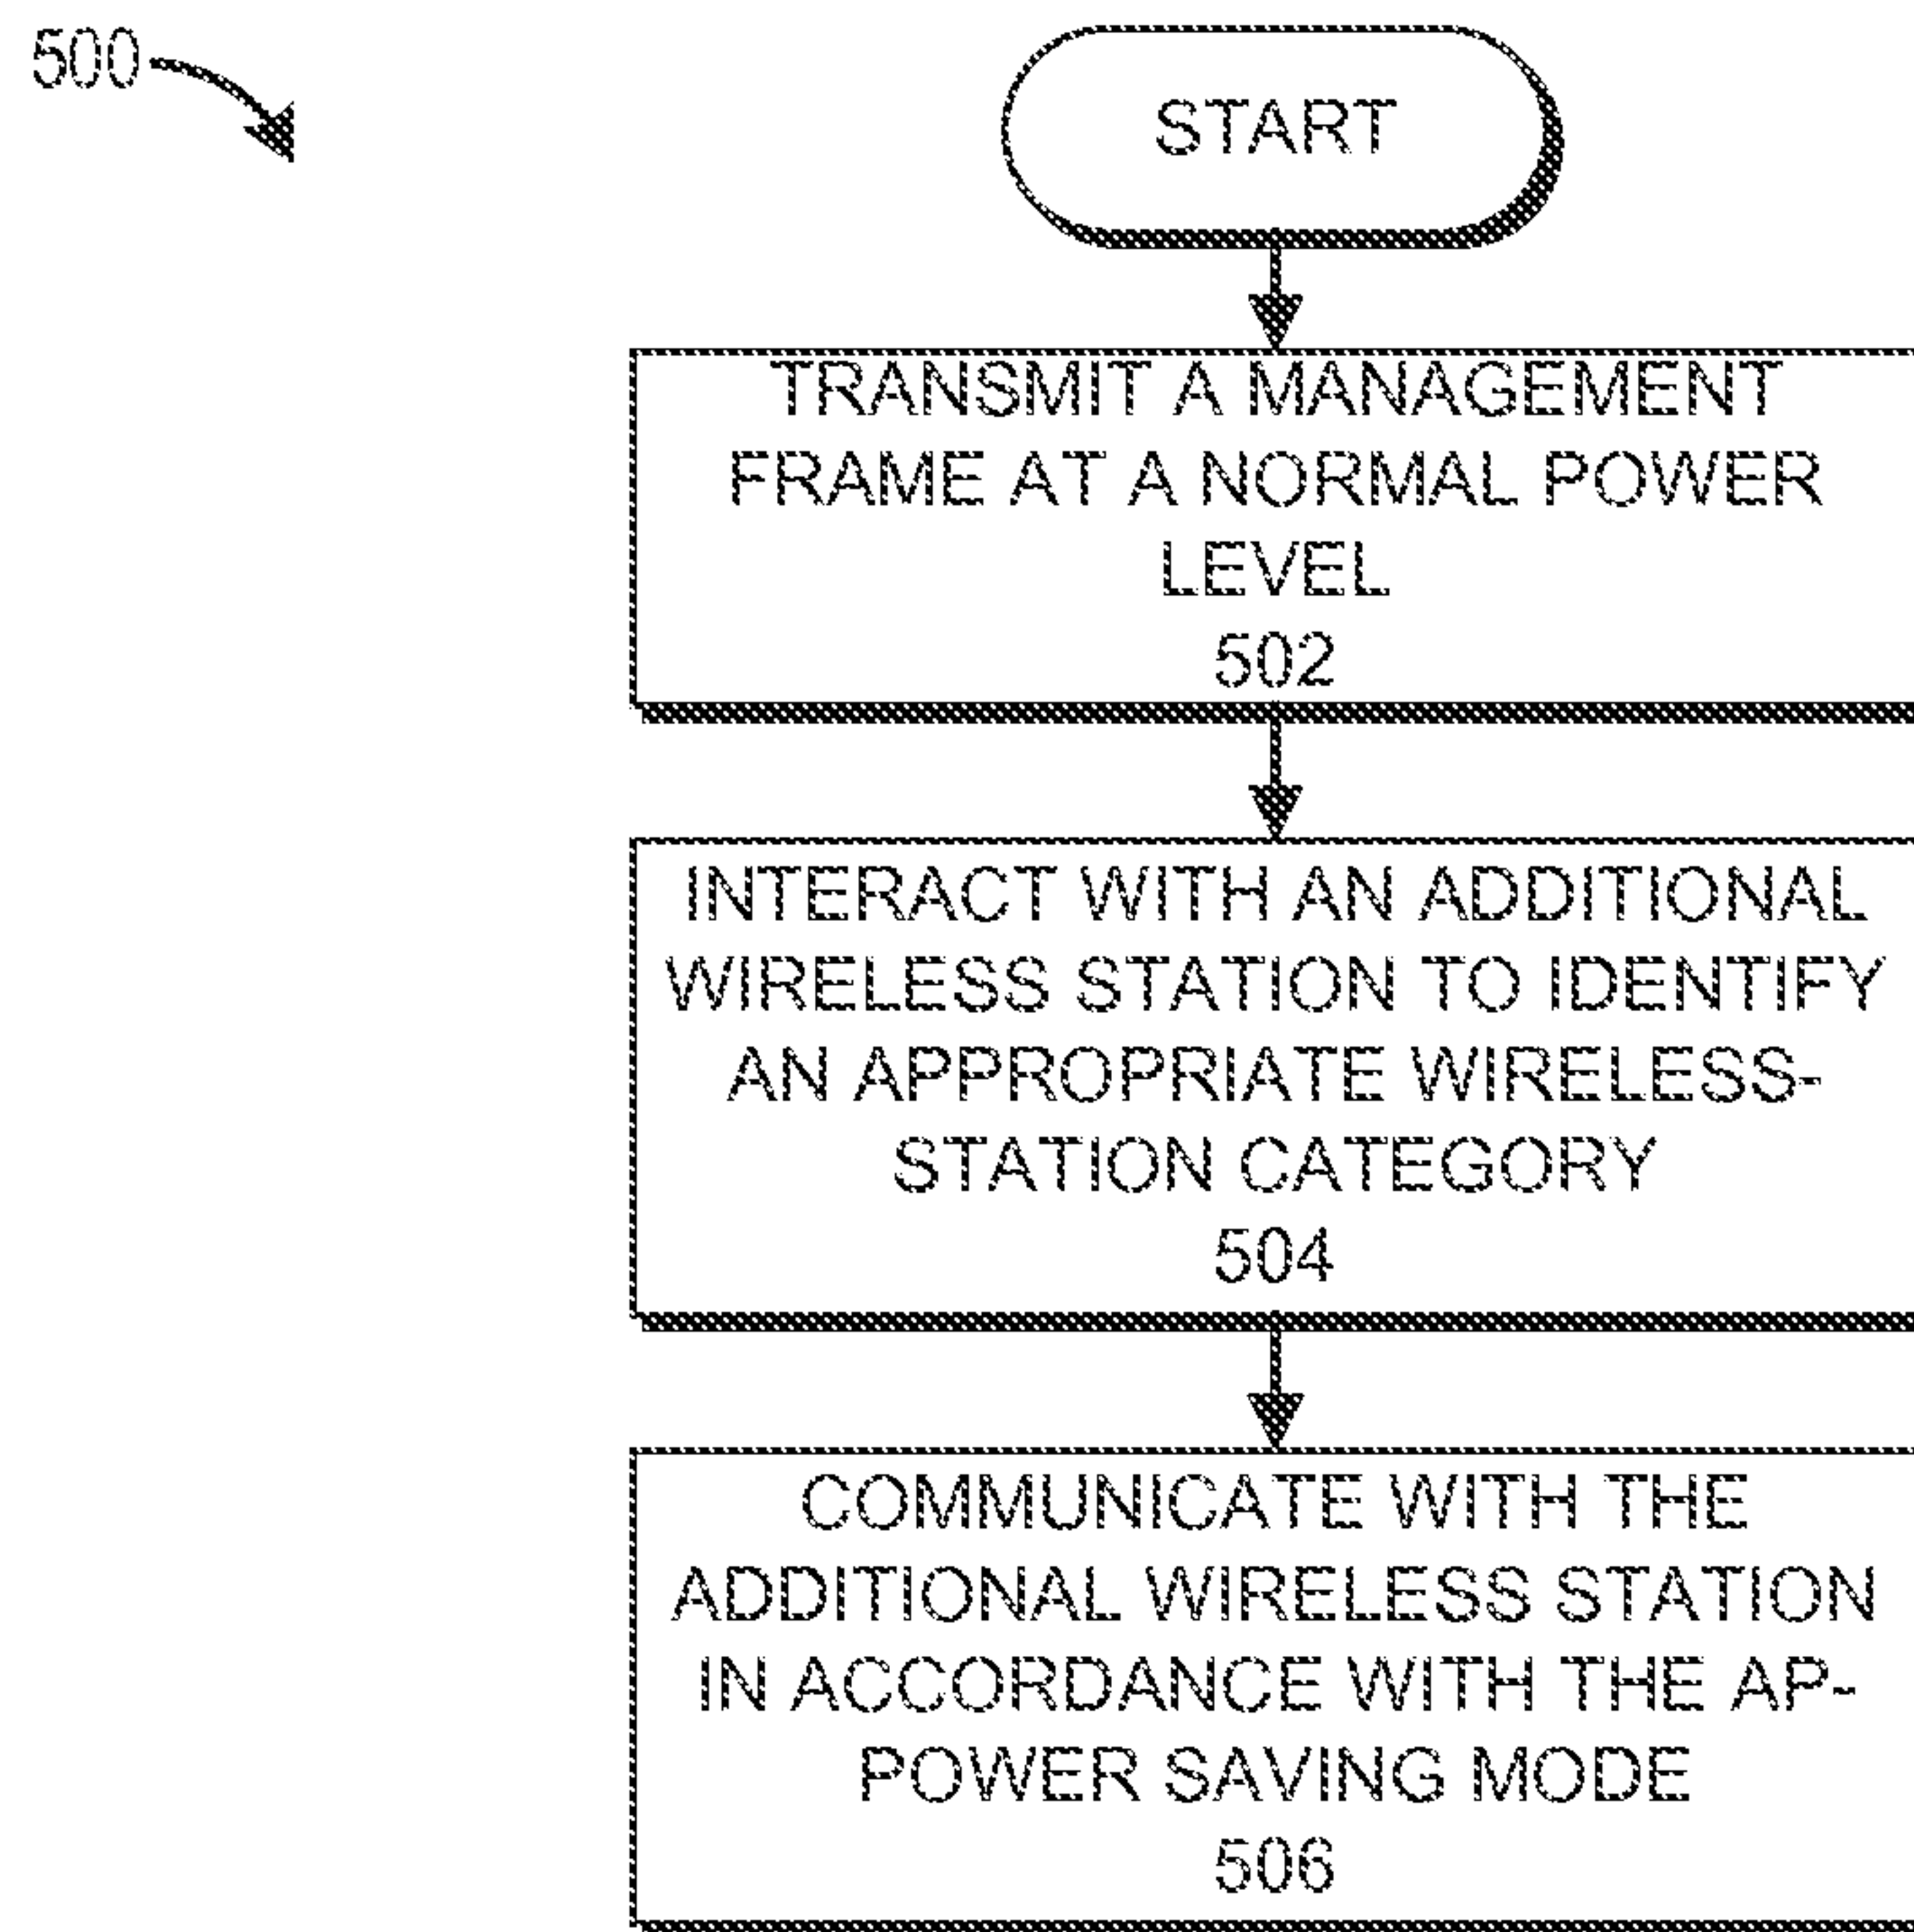 500
START
TRANSMIT A MANAGEMENT
FRAME AT A NORMAL POWER
LEVEL
502
INTERACT WITH AN ADDITIONAL
WIRELESS STATION TO IDENTIFY
AN APPROPRIATE WIRELESS-
STATION CATEGORY
504
COMMUNICATE WITH THE
ADDITIONAL WIRELESS STATION
IN ACCORDANCE WITH THE AP-
POWER SAVING MODE
506